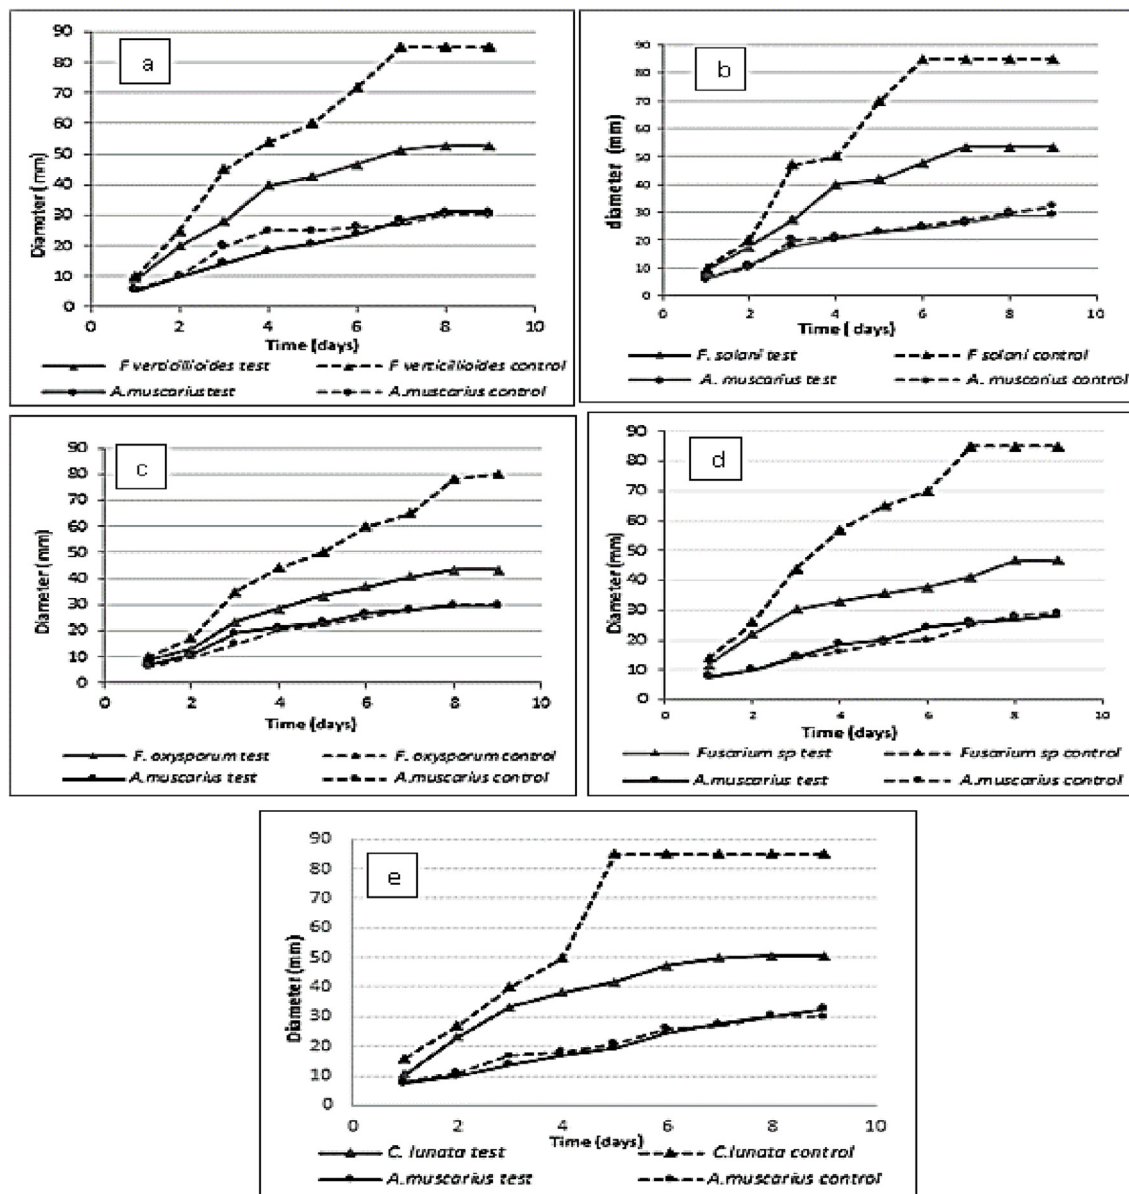 a
90
80
70
60
50
40
30
20
10
0
Diameter (mm)
0 2 4 6 8 10
Time (days)
F verticillioides test F verticillioides control
A.muscarius test A.muscarius control
b
90
80
70
60
50
40
30
20
10
0
diameter (mm)
0 2 4 6 8 10
Time ( days)
F. solani test F solani control
A. muscarius test A. muscarius control
c
90
80
70
60
50
40
30
20
10
0
Diameter (mm)
0 2 4 6 8 10
Time (days)
F. oxysporum test F. oxysporum control
A.muscarius test A.muscarius control
d
90
80
70
60
50
40
30
20
10
0
Diameter (mm)
0 2 4 6 8 10
Time (days)
Fusarium sp test Fusarium sp control
A.muscarius test A.muscarius control
e
90
80
70
60
50
40
30
20
10
0
Diameter (mm)
0 2 4 6 8 10
Time (days)
C. lunata test C.lunata control
A.muscarius test A.muscarius control